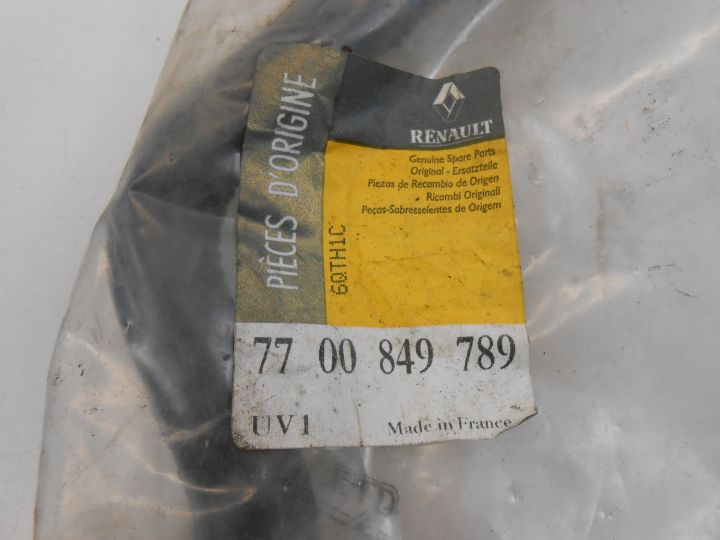 PIÈCES D'ORIGINE
RENAULT
Genuine Spare Parts
Original - Ersatzteile
Piezas de Recambio de Origen
Ricambi Originali
Peças-Sobresselentes de Origem
6QTH1C
77 00 849 789
UV1 Made in France